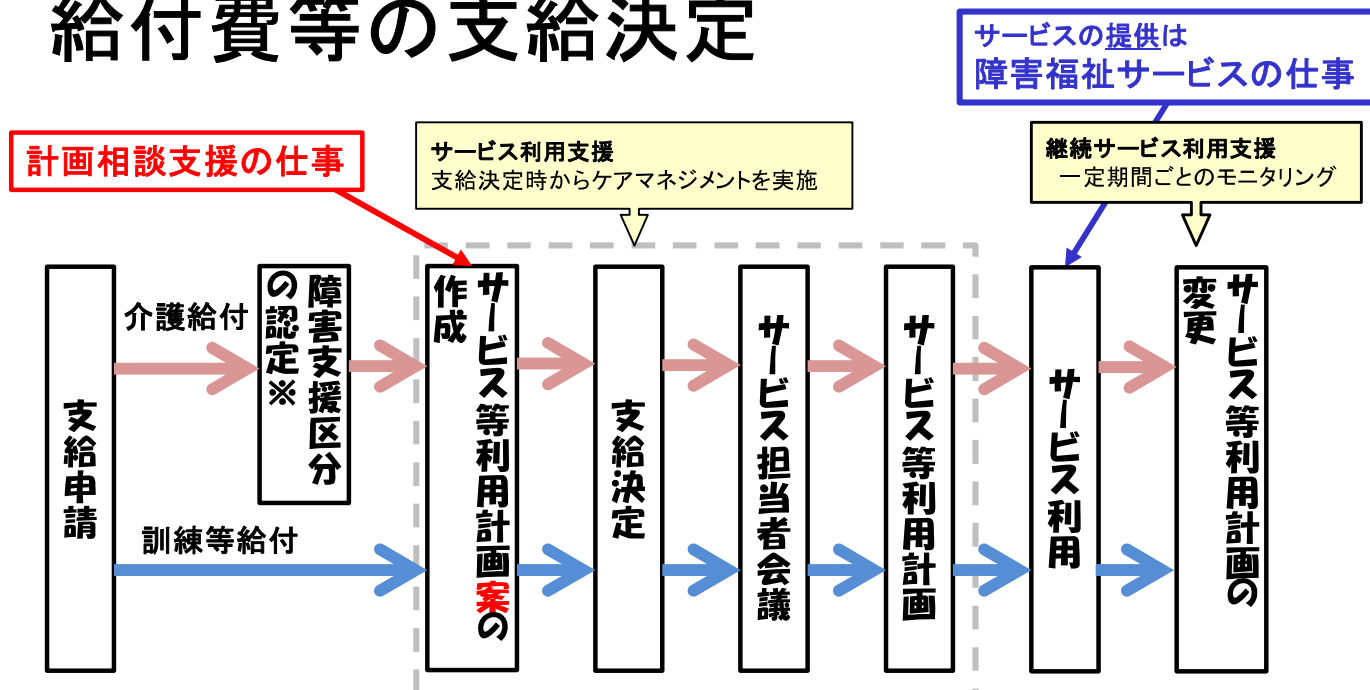 給付費等の支給決定
サービスの提供は
障害福祉サービスの仕事
計画相談支援の仕事
サービス利用支援
支給決定時からケアマネジメントを実施
継続サービス利用支援
一定期間ごとのモニタリング
支給申請
介護給付
訓練等給付
障害支援区分
の認定※
サービス等利用計画案の
作成
支給決定
サービス担当者会議
サービス等利用計画
サービス利用
サービス等利用計画の
変更